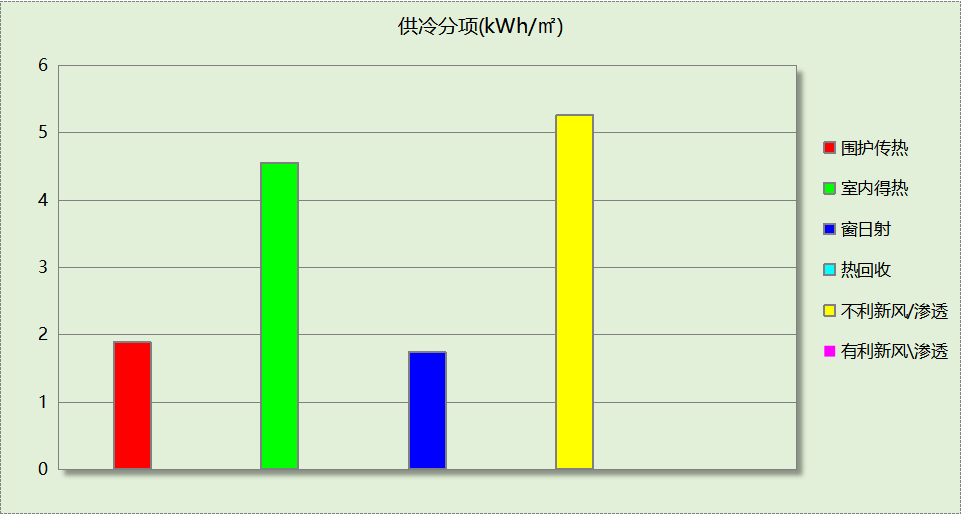 供冷分项(kWh/㎡)
6
5
4
3
2
1
0
围护传热
室内得热
窗日射
热回收
不利新风/渗透
有利新风\渗透